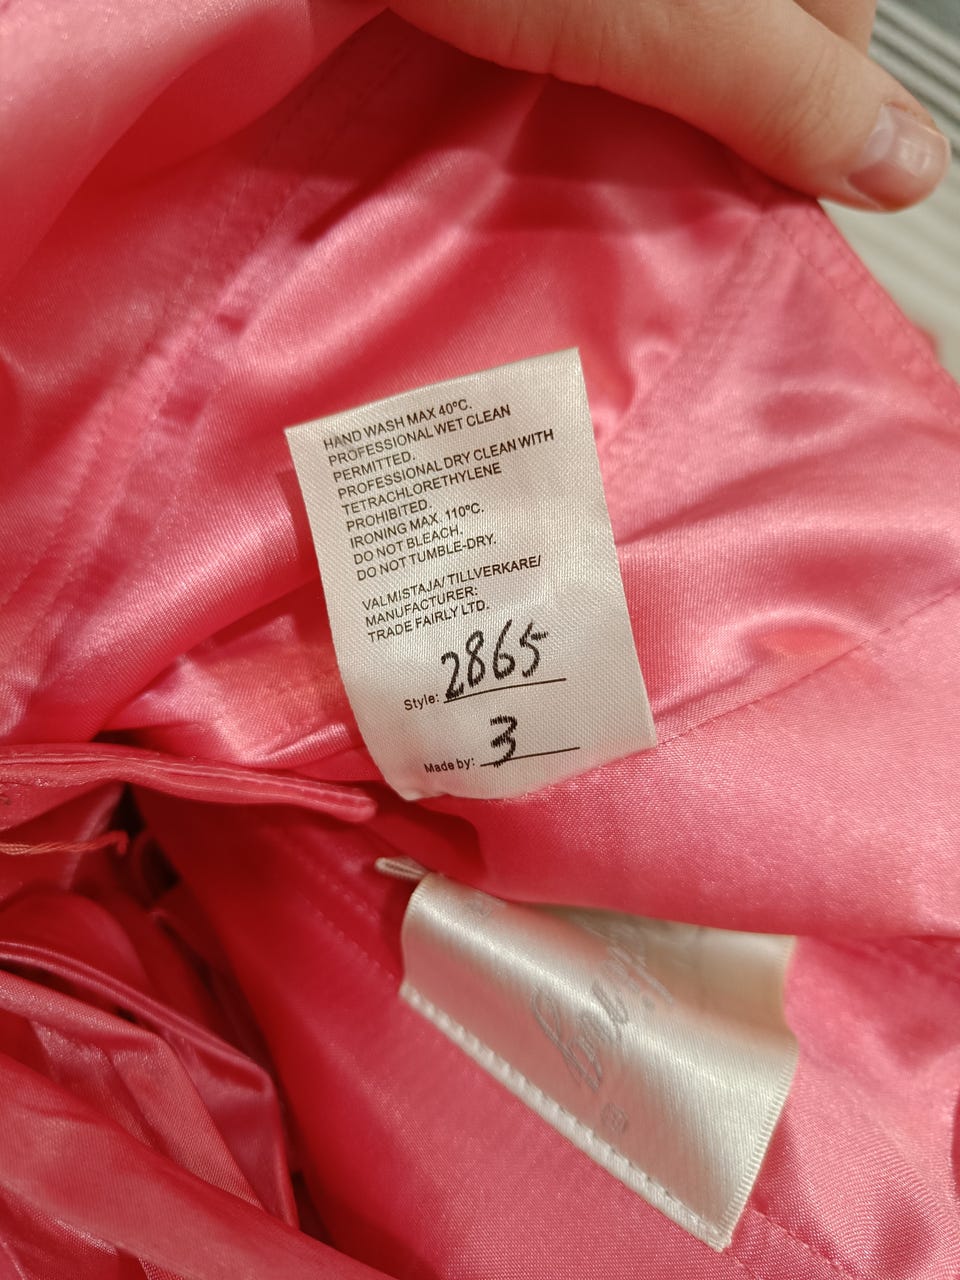 HAND WASH MAX 40ºC.
PROFESSIONAL WET CLEAN
PERMITTED.
PROFESSIONAL DRY CLEAN WITH
TETRACHLORETHYLENE
PROHIBITED.
IRONING MAX. 110ºC.
DO NOT BLEACH.
DO NOT TUMBLE-DRY.
VALMISTAJA/ TILLVERKARE/
MANUFACTURER:
TRADE FAIRLY LTD.
Style: 2865
Made by: 3